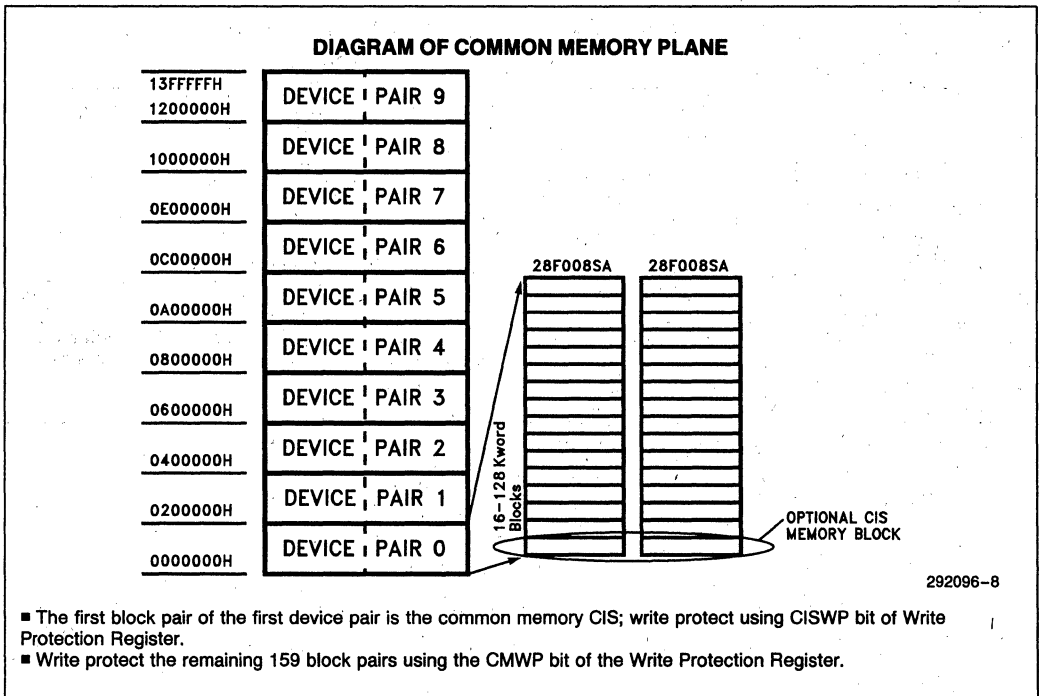 DIAGRAM OF COMMON MEMORY PLANE
13FFFFFH
1200000H
DEVICE PAIR 9
1000000H
DEVICE PAIR 8
0E00000H
DEVICE PAIR 7
0C00000H
DEVICE PAIR 6
0A00000H
DEVICE PAIR 5
0800000H
DEVICE PAIR 4
0600000H
DEVICE PAIR 3
0400000H
DEVICE PAIR 2
0200000H
DEVICE PAIR 1
0000000H
DEVICE PAIR 0
28F008SA
28F008SA
16-128 Kword
Blocks
OPTIONAL CIS
MEMORY BLOCK
292096-8
■ The first block pair of the first device pair is the common memory CIS; write protect using CISWP bit of Write
Protection Register.
■ Write protect the remaining 159 block pairs using the CMWP bit of the Write Protection Register.